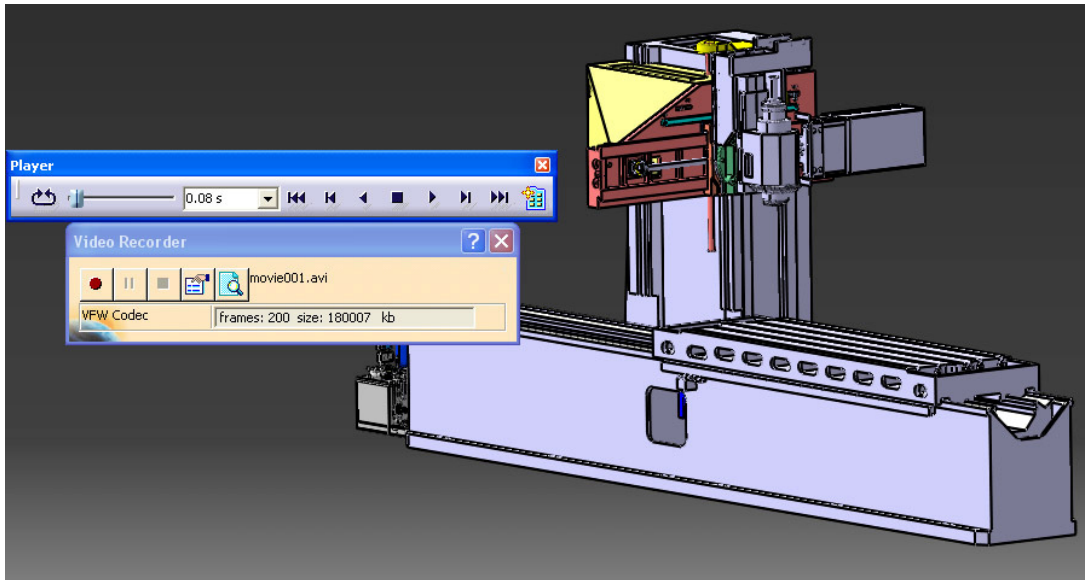 Player
0.08 s
Video Recorder
movie001.avi
VFW Codec
frames: 200 size: 180007 kb